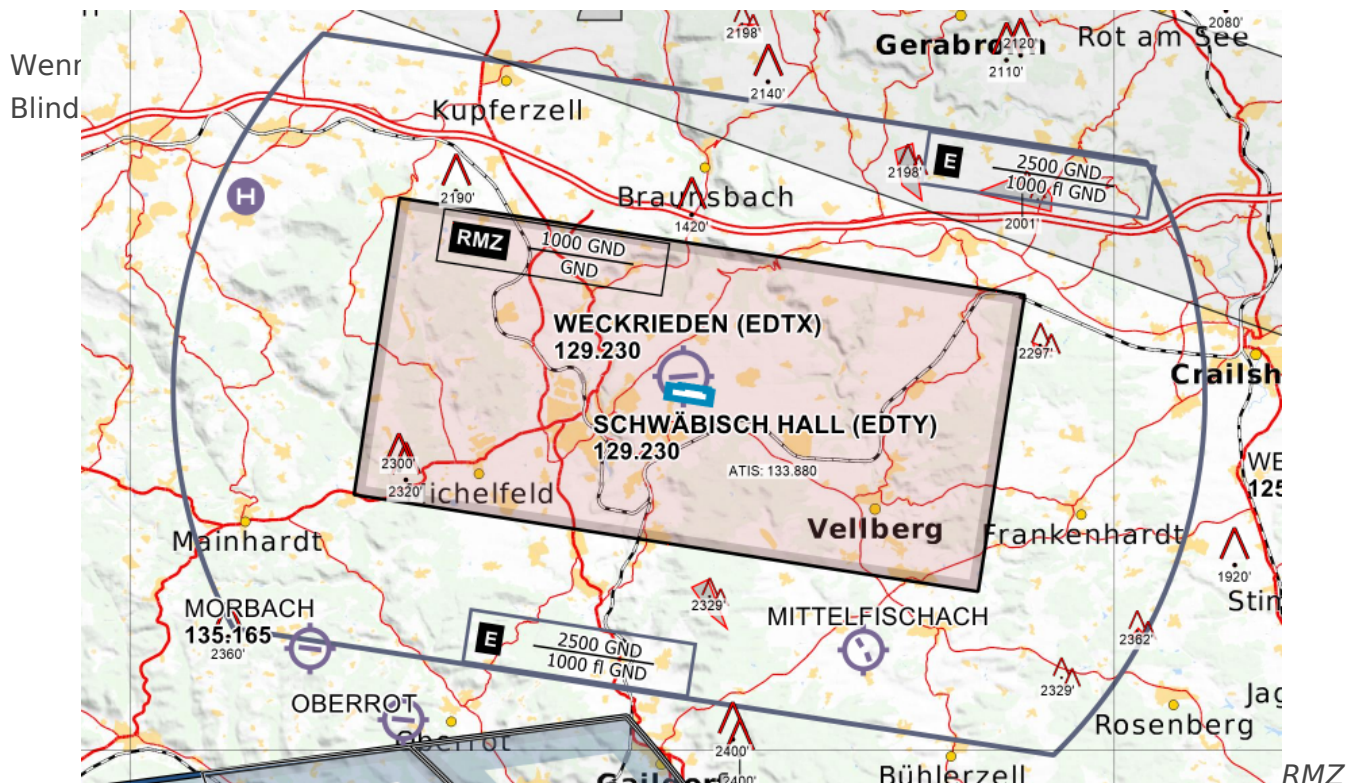 Wenn
Blind
2198'
Gerabronn
2120'
2110'
Rot am See
2080'
2140'
Kupferzell
E
2500 GND
1000 fl GND
2198'
2001'
H
2190'
Braunsbach
1420'
RMZ
1000 GND
GND
WECKRIEDEN (EDTX)
129.230
2297'
Crailsh
SCHWÄBISCH HALL (EDTY)
129.230
ATIS: 133.880
2300'
2320'
ichelfeld
WE
125
Vellberg
Frankenhardt
Mainhardt
1920'
Stim
2329'
MORBACH
135.165
2360'
MITTELFISCHACH
2362'
E
2500 GND
1000 fl GND
2329'
Jag
OBERROT
Oberrot
Rosenberg
2400'
2400'
Gaildorf
Bühlerzell
RMZ